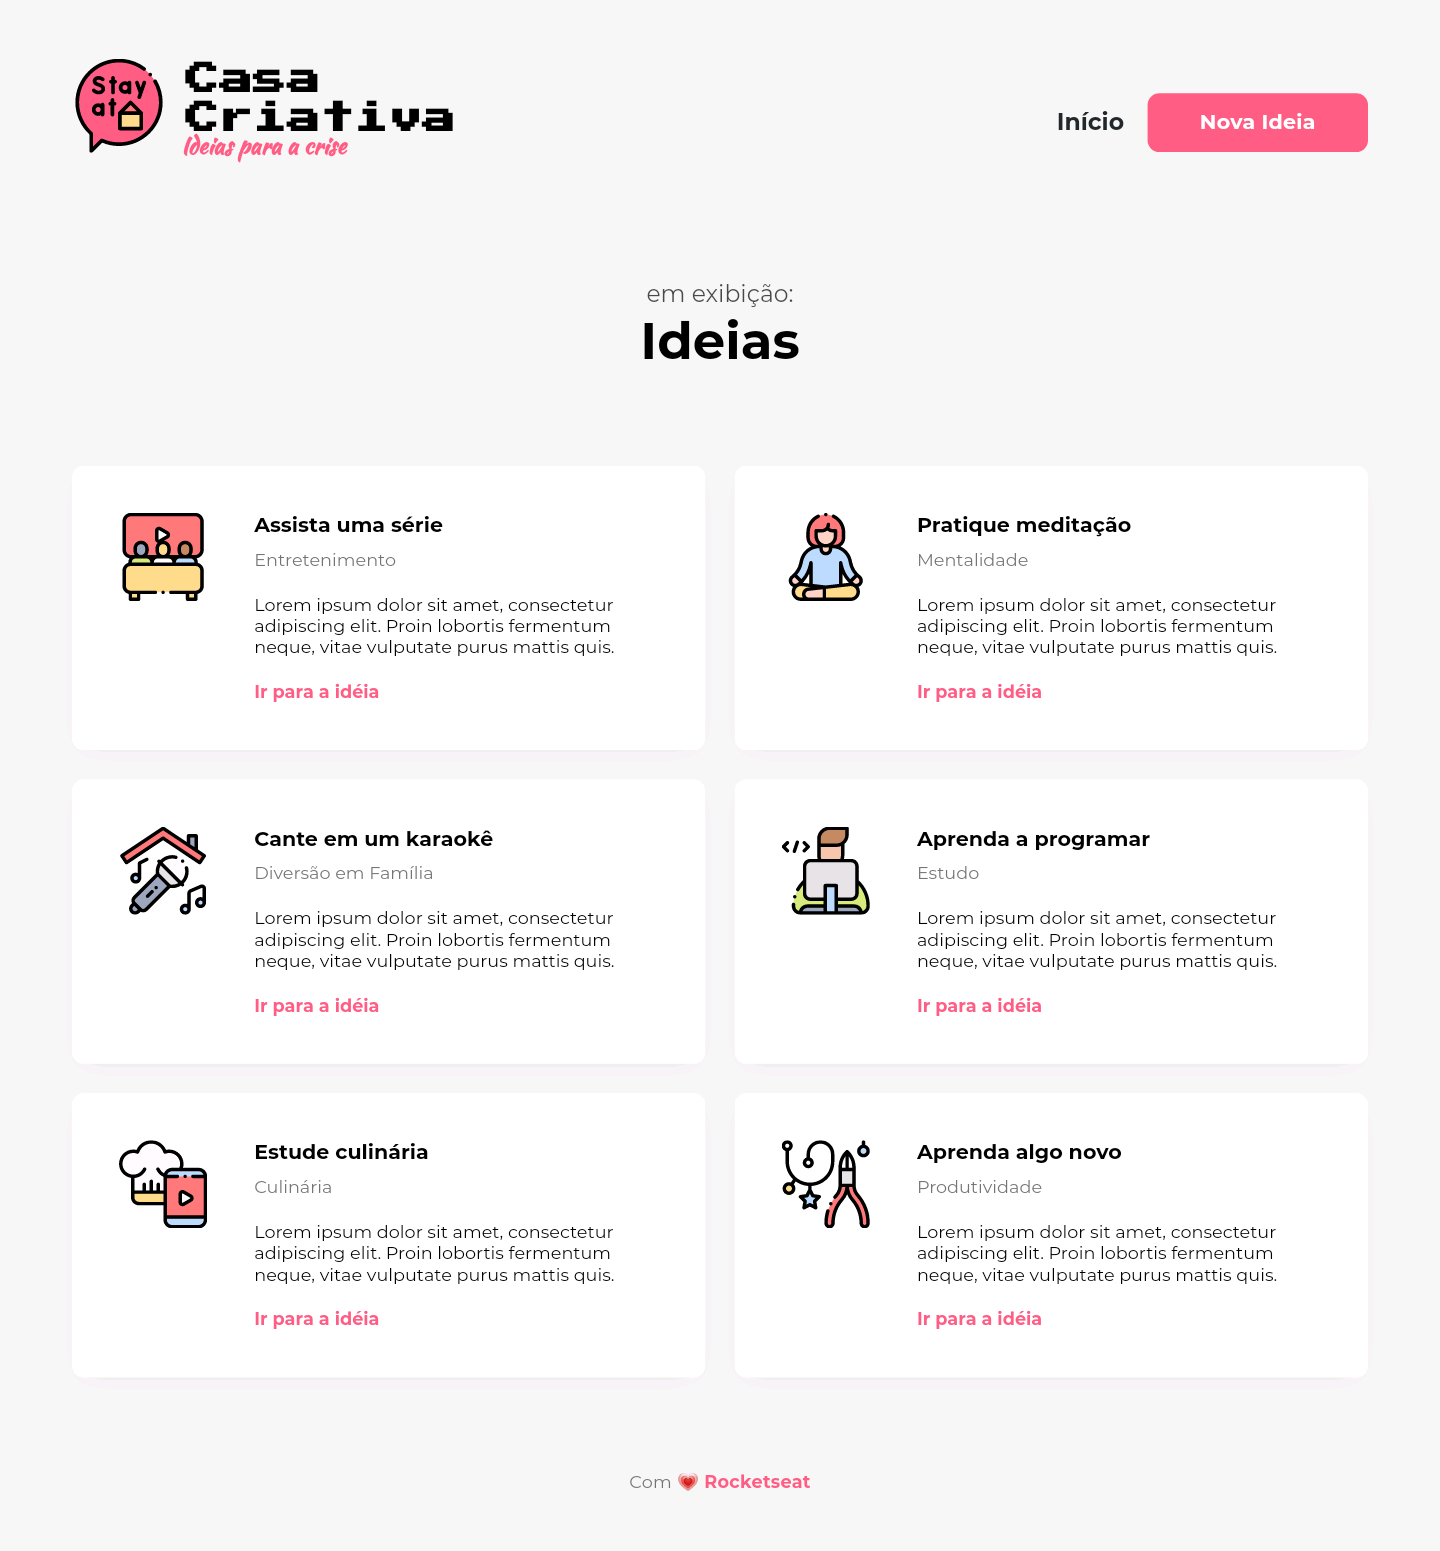 Stay
at
Casa
Criativa
Ideias para a crise
Início
Nova Ideia
em exibição:
Ideias
Assista uma série
Entretenimento
Lorem ipsum dolor sit amet, consectetur
adipiscing elit. Proin lobortis fermentum
neque, vitae vulputate purus mattis quis.
Ir para a idéia
Pratique meditação
Mentalidade
Lorem ipsum dolor sit amet, consectetur
adipiscing elit. Proin lobortis fermentum
neque, vitae vulputate purus mattis quis.
Ir para a idéia
Cante em um karaokê
Diversão em Família
Lorem ipsum dolor sit amet, consectetur
adipiscing elit. Proin lobortis fermentum
neque, vitae vulputate purus mattis quis.
Ir para a idéia
Aprenda a programar
Estudo
Lorem ipsum dolor sit amet, consectetur
adipiscing elit. Proin lobortis fermentum
neque, vitae vulputate purus mattis quis.
Ir para a idéia
Estude culinária
Culinária
Lorem ipsum dolor sit amet, consectetur
adipiscing elit. Proin lobortis fermentum
neque, vitae vulputate purus mattis quis.
Ir para a idéia
Aprenda algo novo
Produtividade
Lorem ipsum dolor sit amet, consectetur
adipiscing elit. Proin lobortis fermentum
neque, vitae vulputate purus mattis quis.
Ir para a idéia
Com 💗 Rocketseat